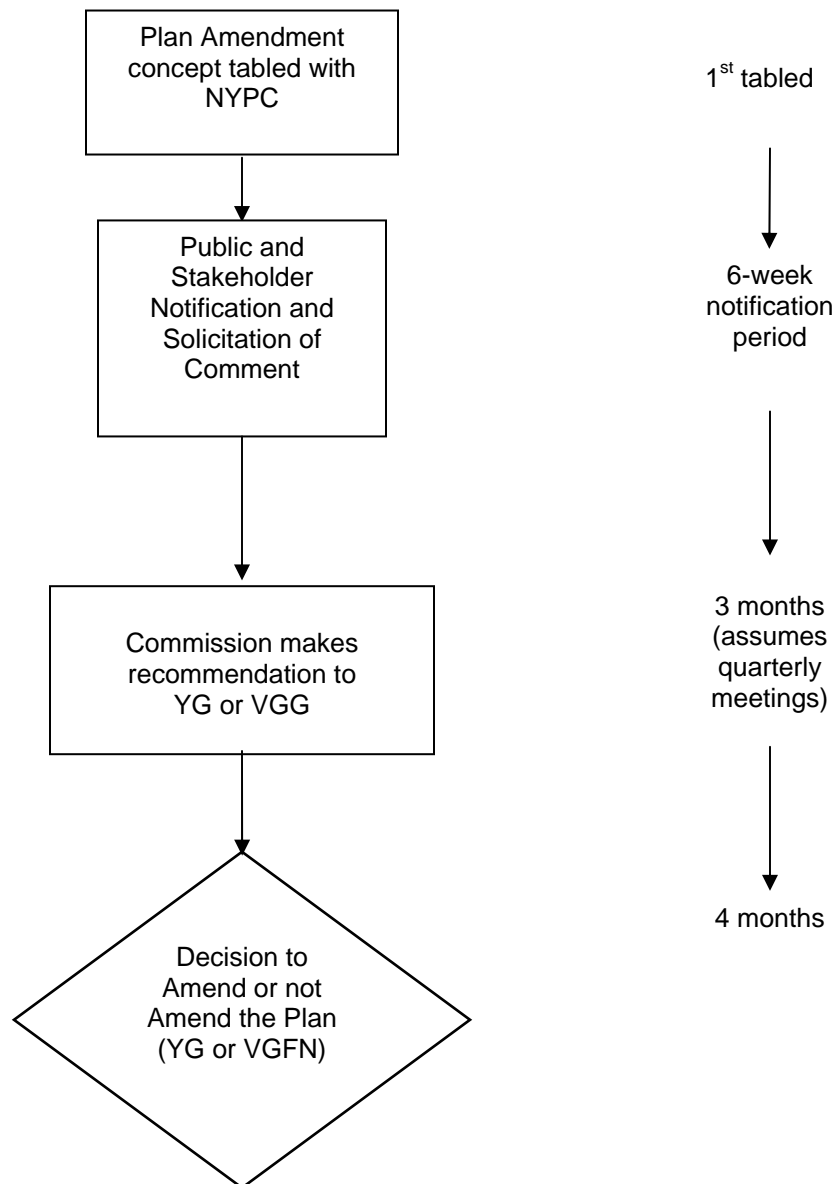 Plan Amendment
concept tabled with
NYPC
1st tabled
Public and
Stakeholder
Notification and
Solicitation of
Comment
6-week
notification
period
Commission makes
recommendation to
YG or VGG
3 months
(assumes
quarterly
meetings)
Decision to
Amend or not
Amend the Plan
(YG or VGFN)
4 months